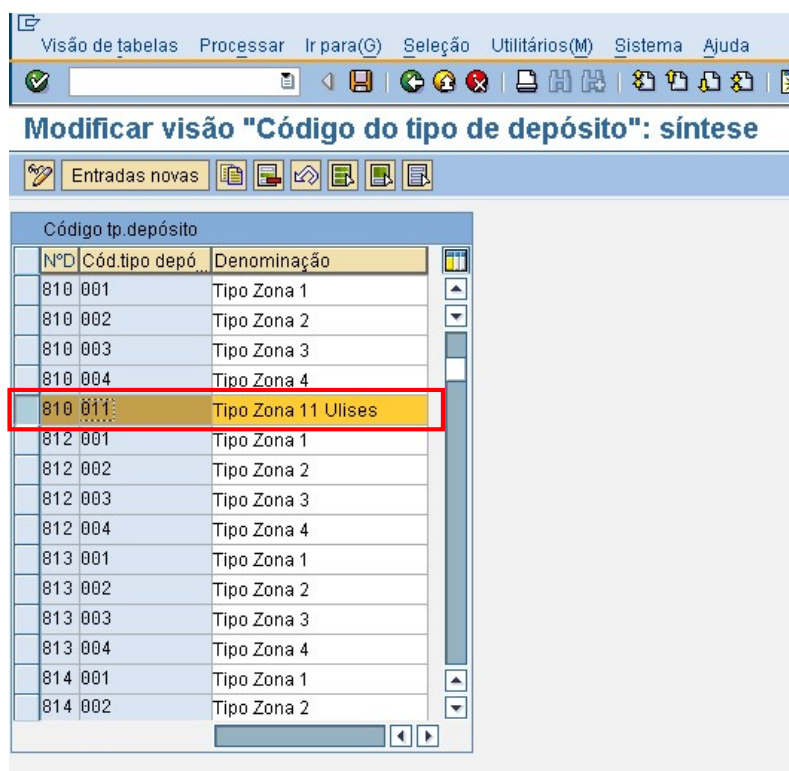 Visão de tabelas Processar Ir para(G) Seleção Utilitários(M) Sistema Ajuda
Modificar visão "Código do tipo de depósito": síntese
Entradas novas
Código tp.depósito
NºD Cód.tipo depó... Denominação
810 001 Tipo Zona 1
810 002 Tipo Zona 2
810 003 Tipo Zona 3
810 004 Tipo Zona 4
810 011 Tipo Zona 11 Ulises
812 001 Tipo Zona 1
812 002 Tipo Zona 2
812 003 Tipo Zona 3
812 004 Tipo Zona 4
813 001 Tipo Zona 1
813 002 Tipo Zona 2
813 003 Tipo Zona 3
813 004 Tipo Zona 4
814 001 Tipo Zona 1
814 002 Tipo Zona 2